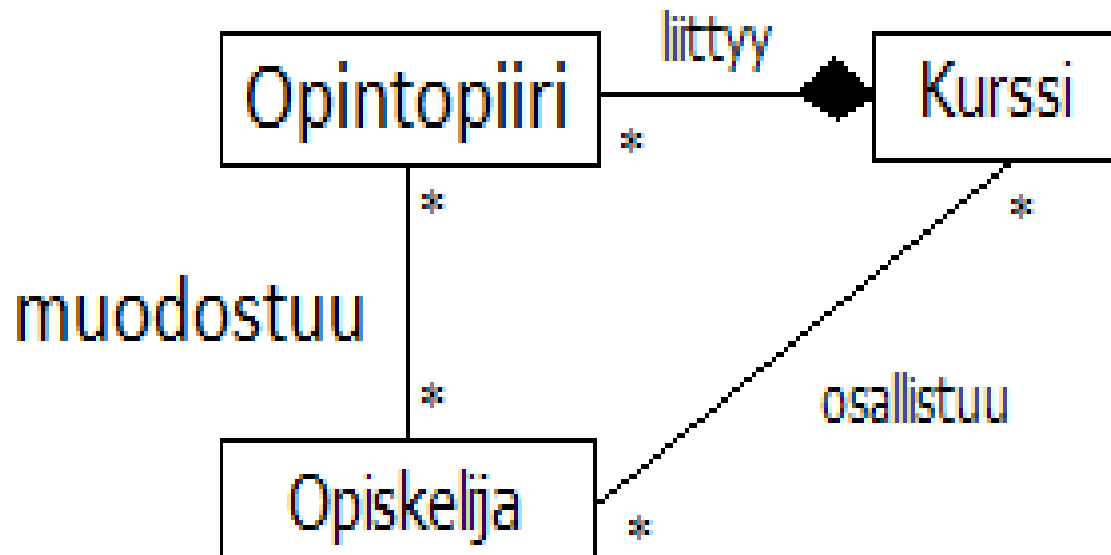 liittyy
Opintopiiri
Kurssi
*
*
*
muodostuu
*
osallistuu
Opiskelija
*